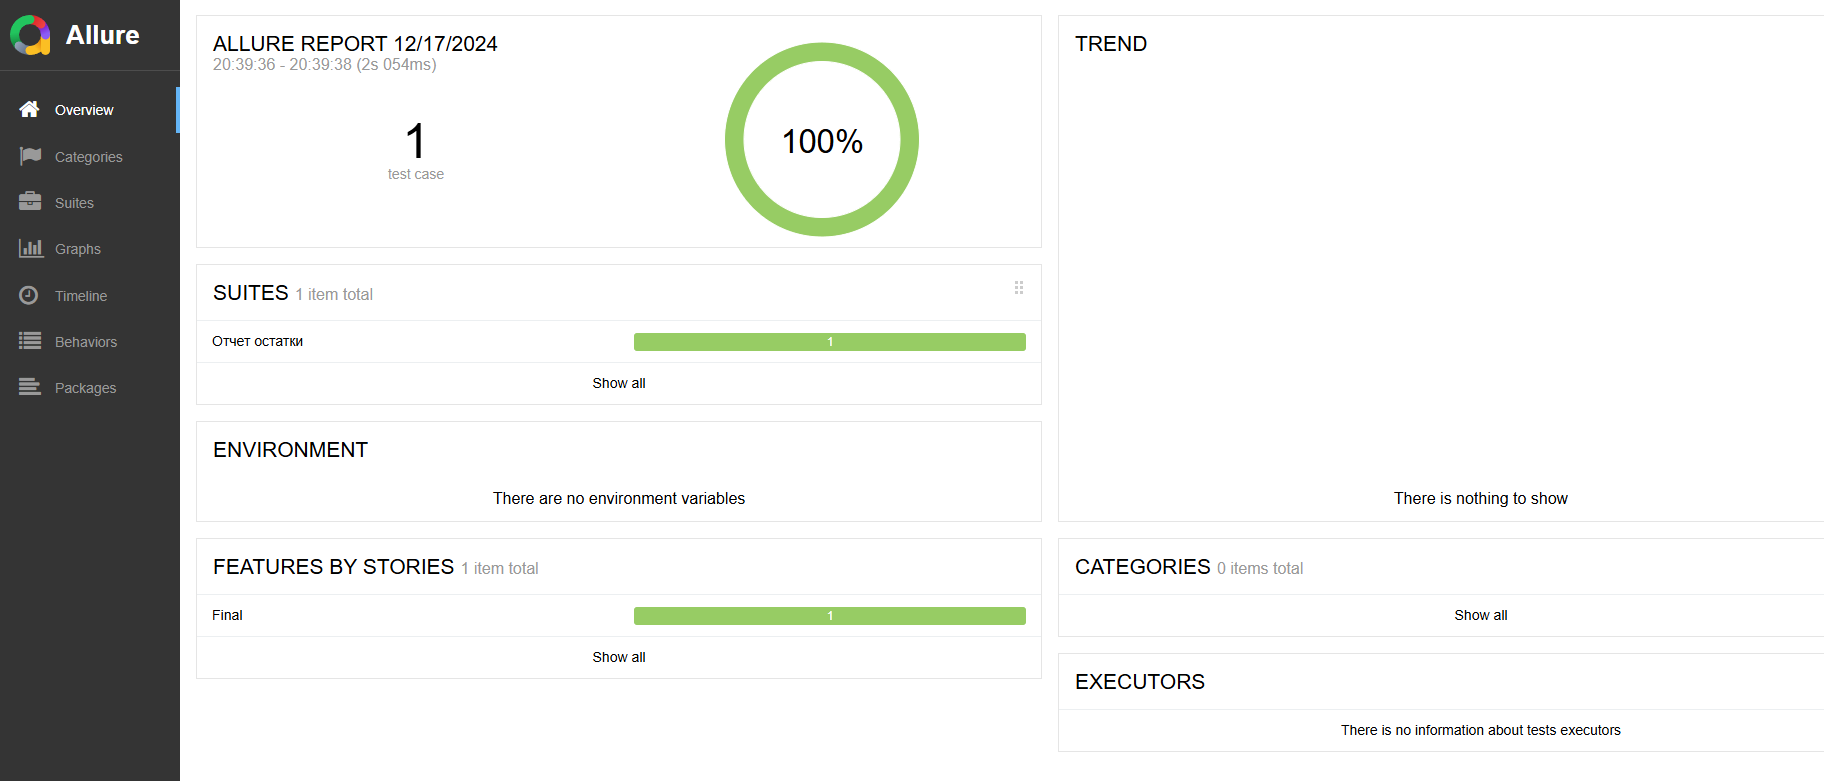 Allure
Overview
Categories
Suites
Graphs
Timeline
Behaviors
Packages
ALLURE REPORT 12/17/2024
20:39:36 - 20:39:38 (2s 054ms)
1
test case
100%
SUITES 1 item total
Отчет остатки 1
Show all
ENVIRONMENT
There are no environment variables
FEATURES BY STORIES 1 item total
Final 1
Show all
TREND
There is nothing to show
CATEGORIES 0 items total
Show all
EXECUTORS
There is no information about tests executors